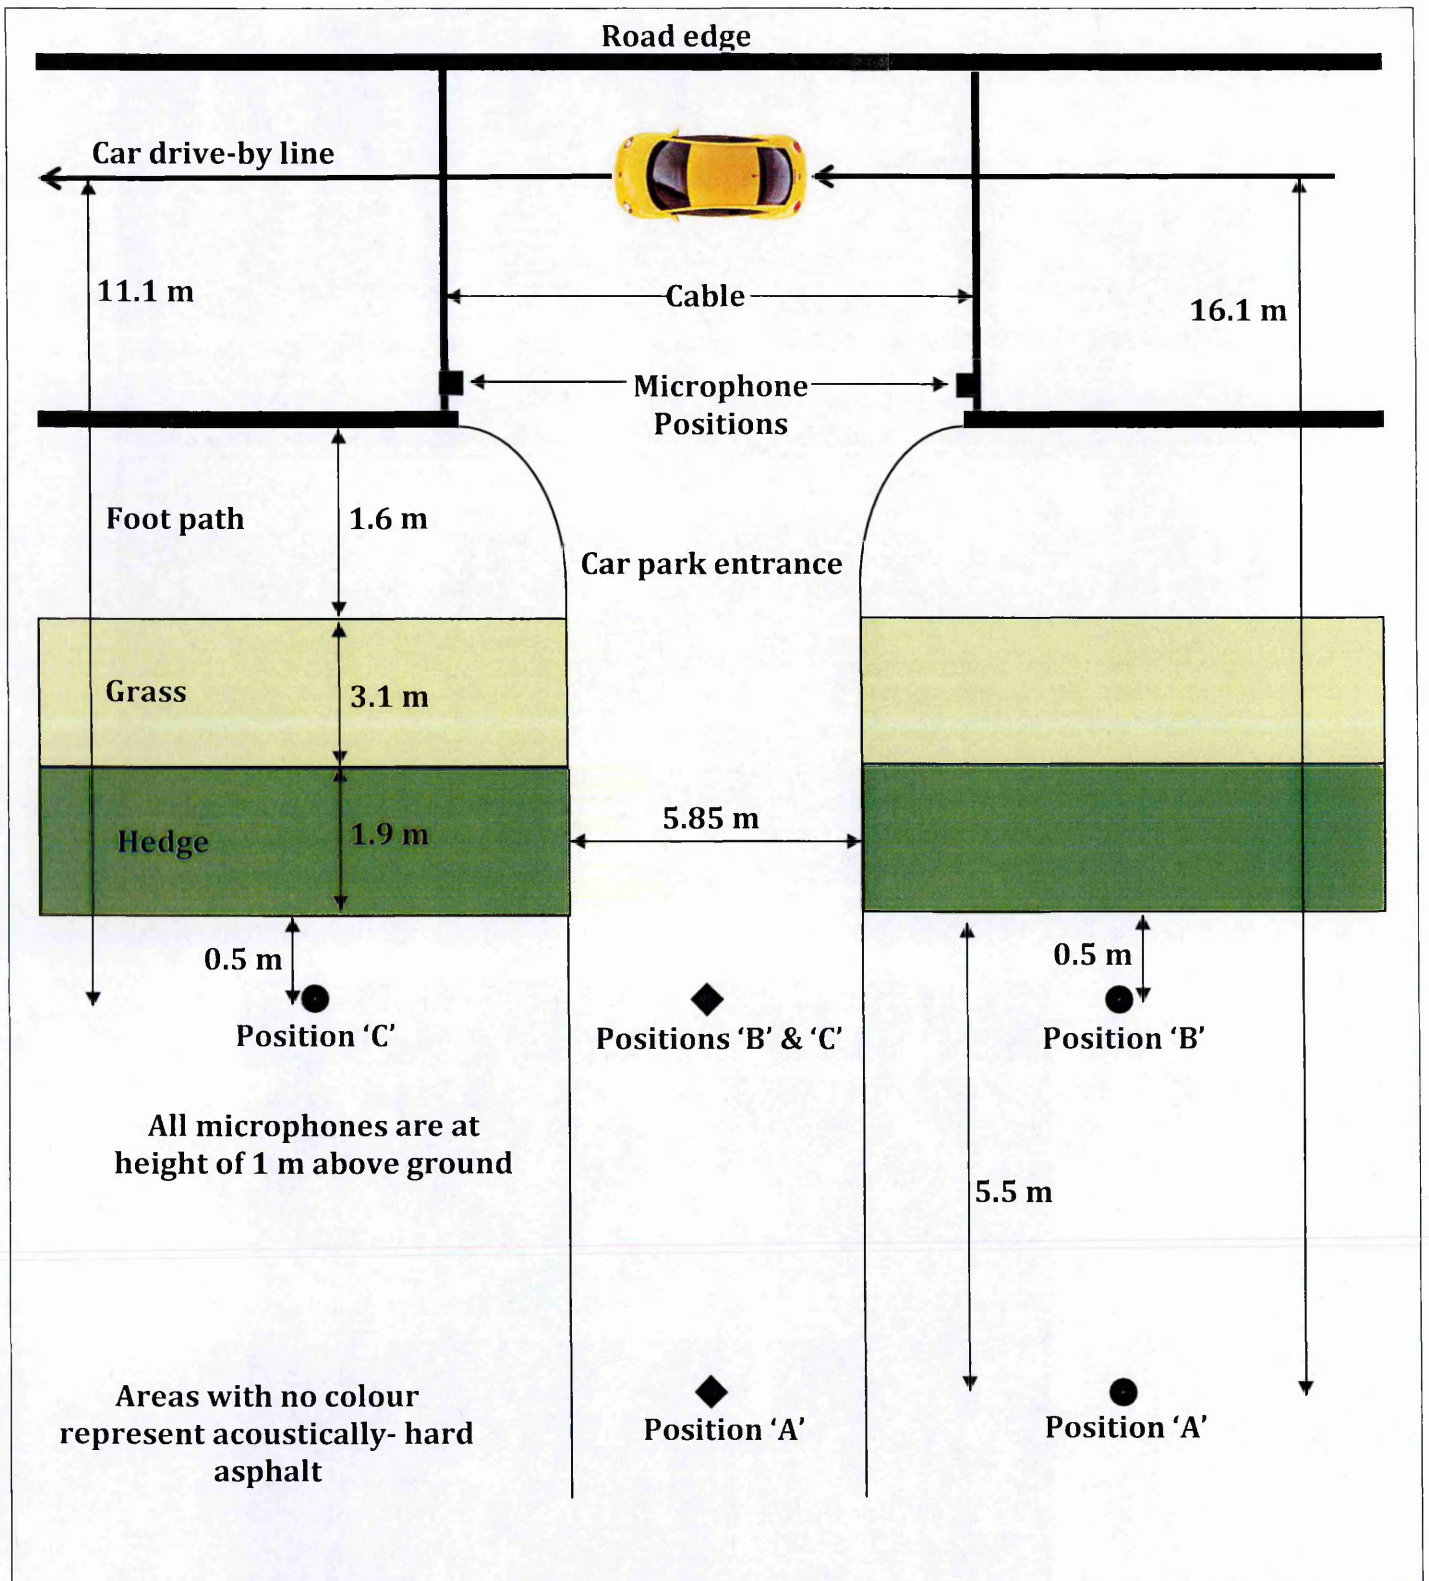 Road edge
Car drive-by line
11.1 m
Cable
16.1 m
Microphone
Positions
Foot path
1.6 m
Car park entrance
Grass
3.1 m
Hedge
1.9 m
5.85 m
0.5 m
0.5 m
Position ‘C’
Positions ‘B’ & ‘C’
Position ‘B’
All microphones are at
height of 1 m above ground
5.5 m
Areas with no colour
represent acoustically- hard
asphalt
Position ‘A’
Position ‘A’